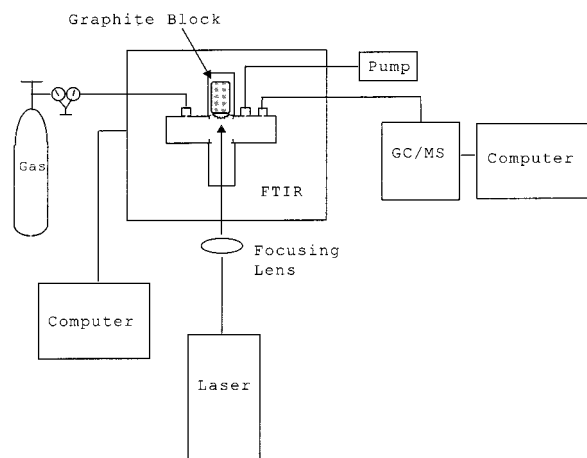 Graphite Block
Pump
Gas
GC/MS
Computer
FTIR
Focusing
Lens
Computer
Laser